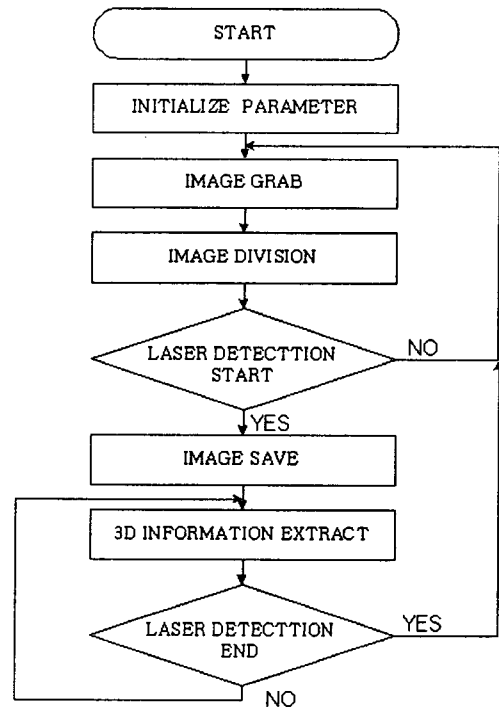 START
INITIALIZE PARAMETER
IMAGE GRAB
IMAGE DIVISION
LASER DETECTTION
START
NO
YES
IMAGE SAVE
3D INFORMATION EXTRACT
LASER DETECTTION
END
YES
NO